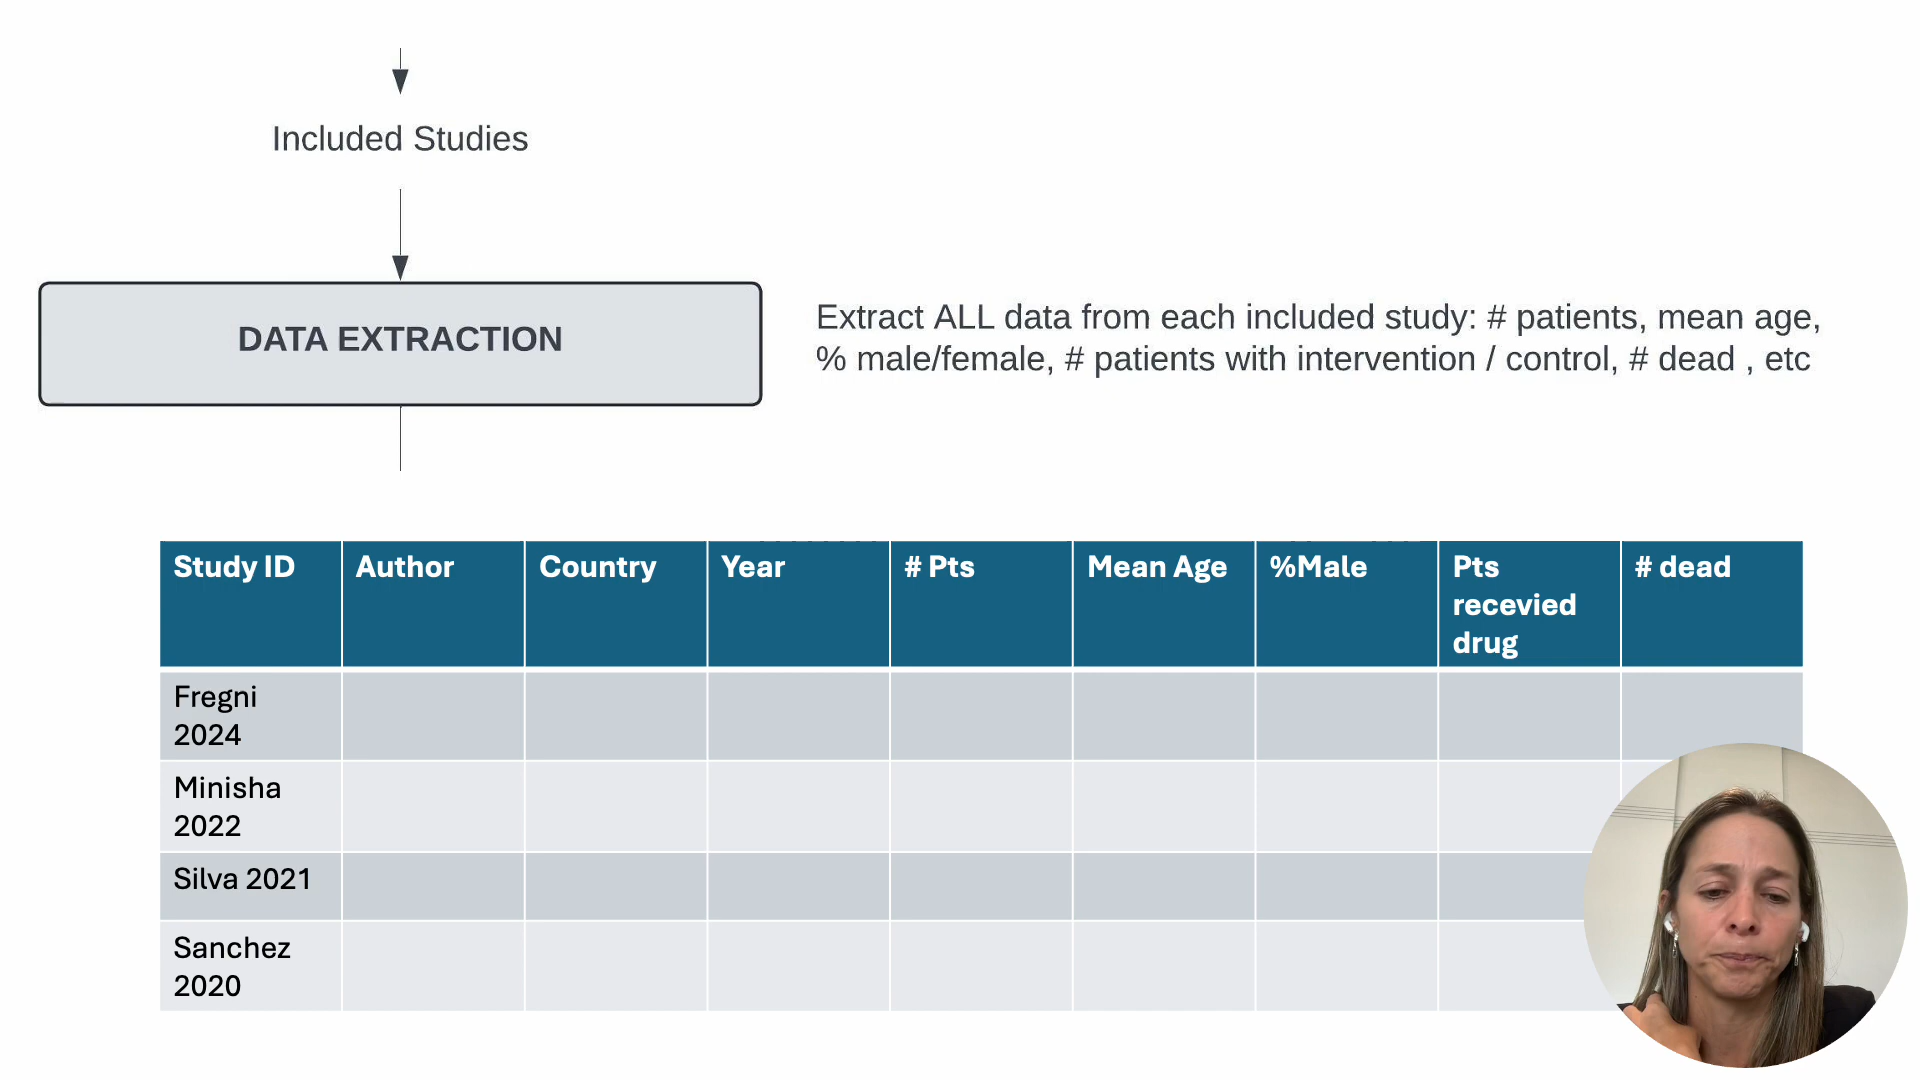 Included Studies
DATA EXTRACTION
Extract ALL data from each included study: # patients, mean age,
% male/female, # patients with intervention / control, # dead , etc
Study ID Author Country Year # Pts Mean Age %Male Pts recevied drug # dead
Fregni 2024
Minisha 2022
Silva 2021
Sanchez 2020